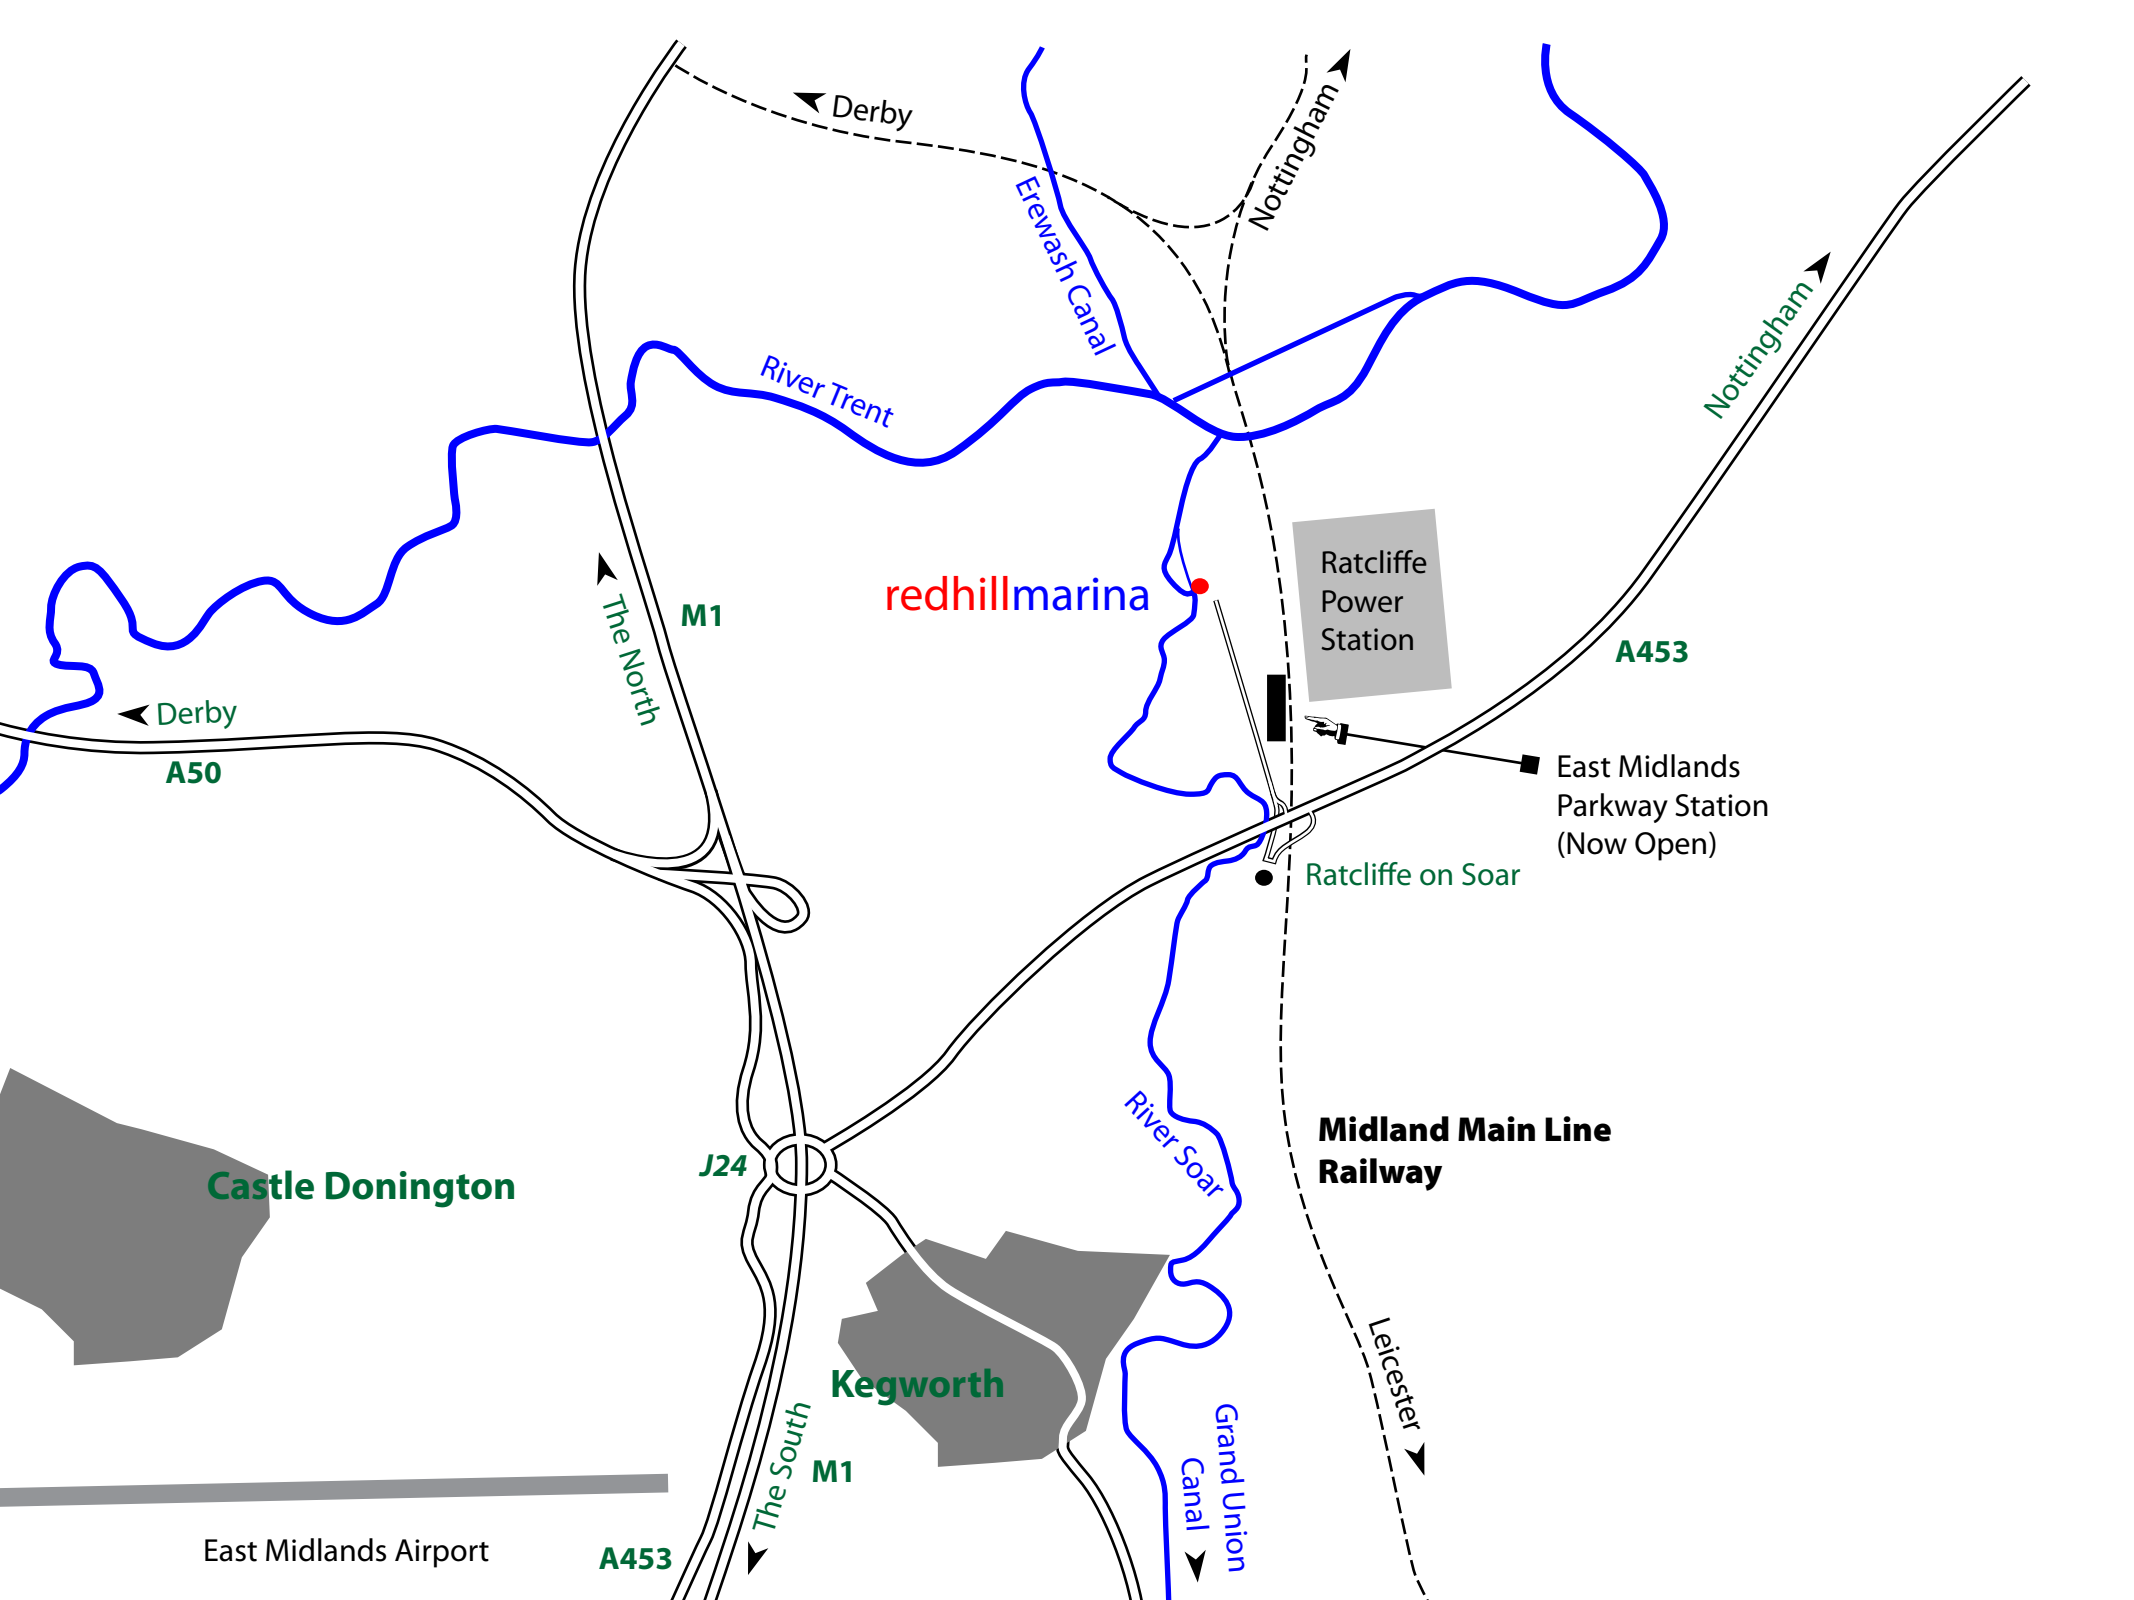 Derby
Nottingham
Erewash Canal
River Trent
Nottingham
Ratcliffe
Power
Station
redhillmarina
M1
The North
A453
Derby
A50
East Midlands
Parkway Station
(Now Open)
Ratcliffe on Soar
River Soar
Midland Main Line
Railway
J24
Castle Donington
Leicester
Kegworth
The South
M1
Grand Union
Canal
East Midlands Airport
A453